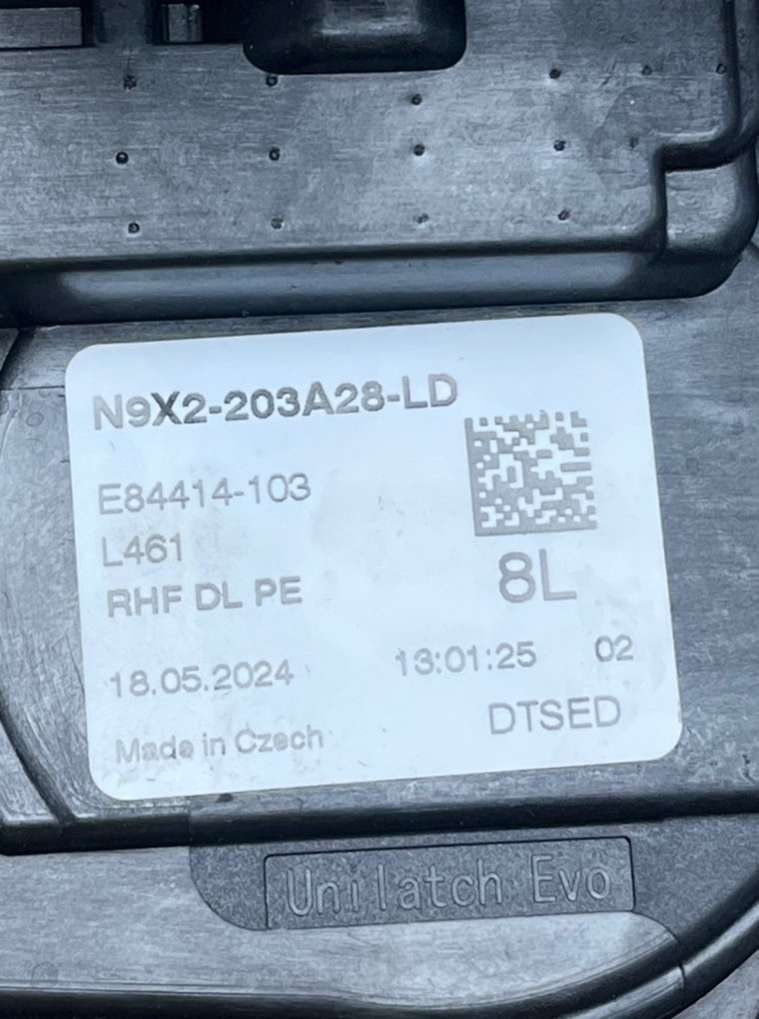 N9X2-203A28-LD
E84414-103
L461
8L
RHF DL PE
18.05.2024 13:01:25 02
Made in Czech DTSED
Unilatch Evo